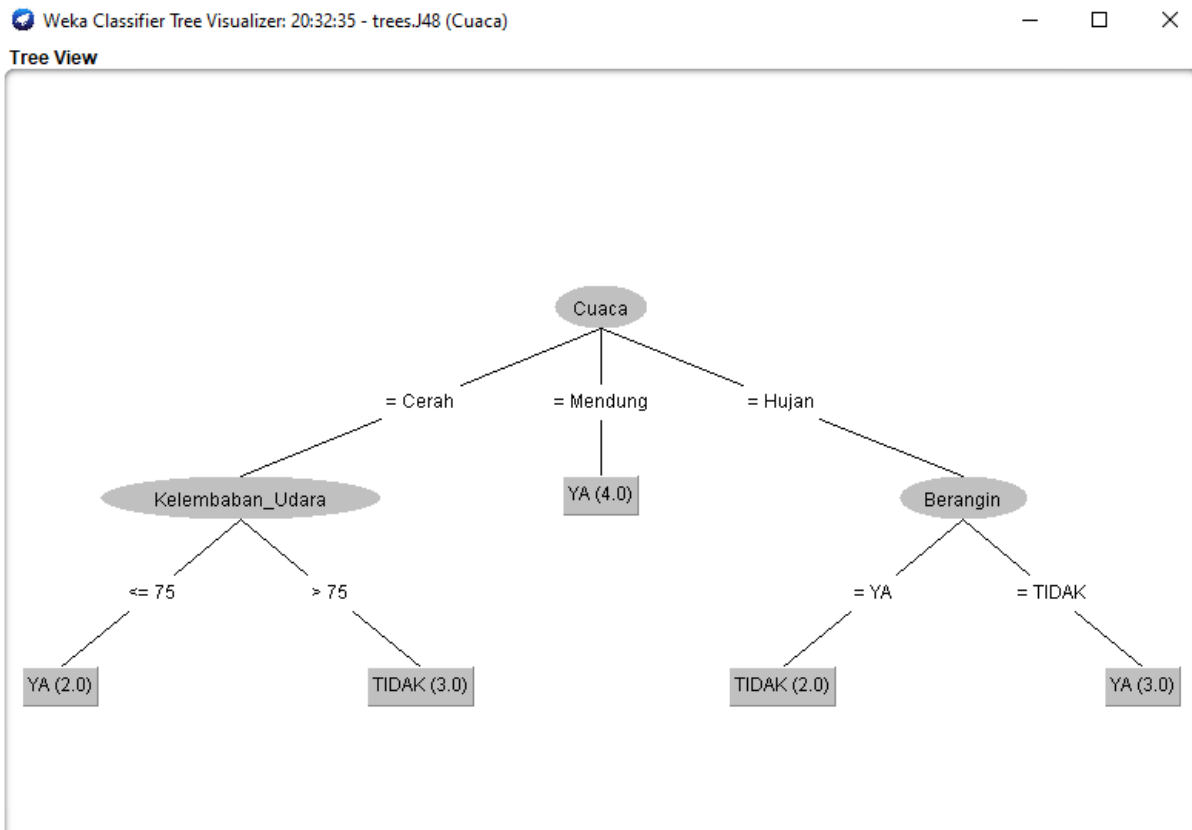 Weka Classifier Tree Visualizer: 20:32:35 - trees.J48 (Cuaca)
Tree View
Cuaca
= Cerah
= Mendung
= Hujan
Kelembaban_Udara
YA (4.0)
Berangin
<= 75
> 75
= YA
= TIDAK
YA (2.0)
TIDAK (3.0)
TIDAK (2.0)
YA (3.0)